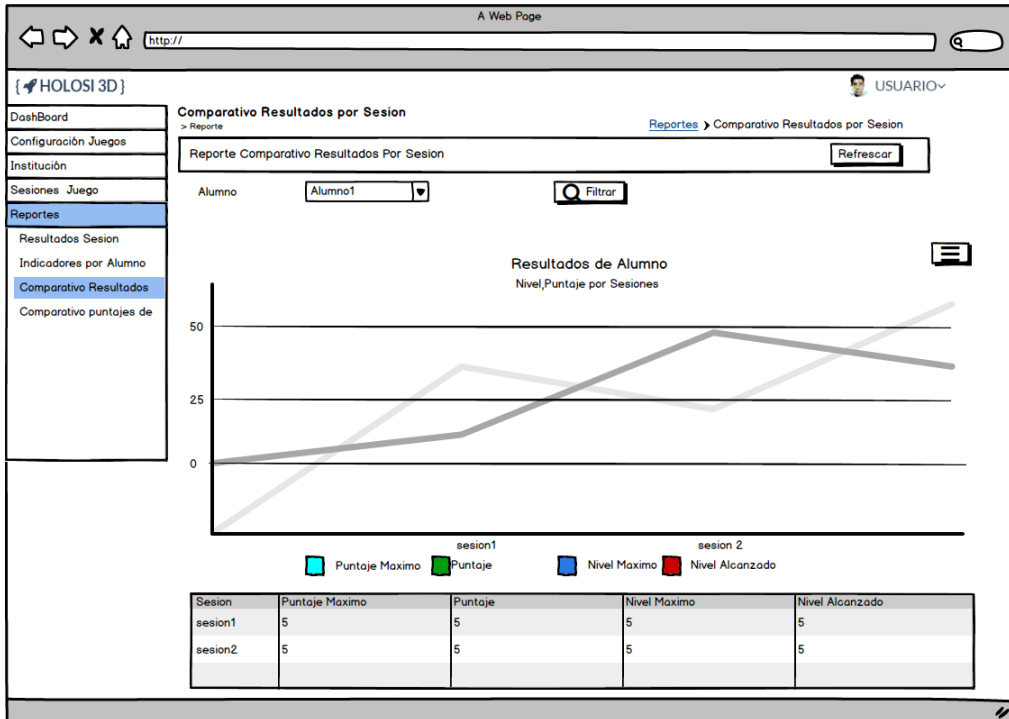 A Web Page
http://
{ HOLOSI 3D }
USUARIO
DashBoard
Configuración Juegos
Institución
Sesiones Juego
Reportes
Resultados Sesion
Indicadores por Alumno
Comparativo Resultados
Comparativo puntajes de
Comparativo Resultados por Sesion
> Reporte
Reportes > Comparativo Resultados por Sesion
Reporte Comparativo Resultados Por Sesion
Refrescar
Alumno
Alumno1
Filtrar
Resultados de Alumno
Nivel,Puntaje por Sesiones
50
25
0
sesion1 sesion 2
Puntaje Maximo Puntaje Nivel Maximo Nivel Alcanzado
Sesion Puntaje Maximo Puntaje Nivel Maximo Nivel Alcanzado
sesion1 5 5 5 5
sesion2 5 5 5 5